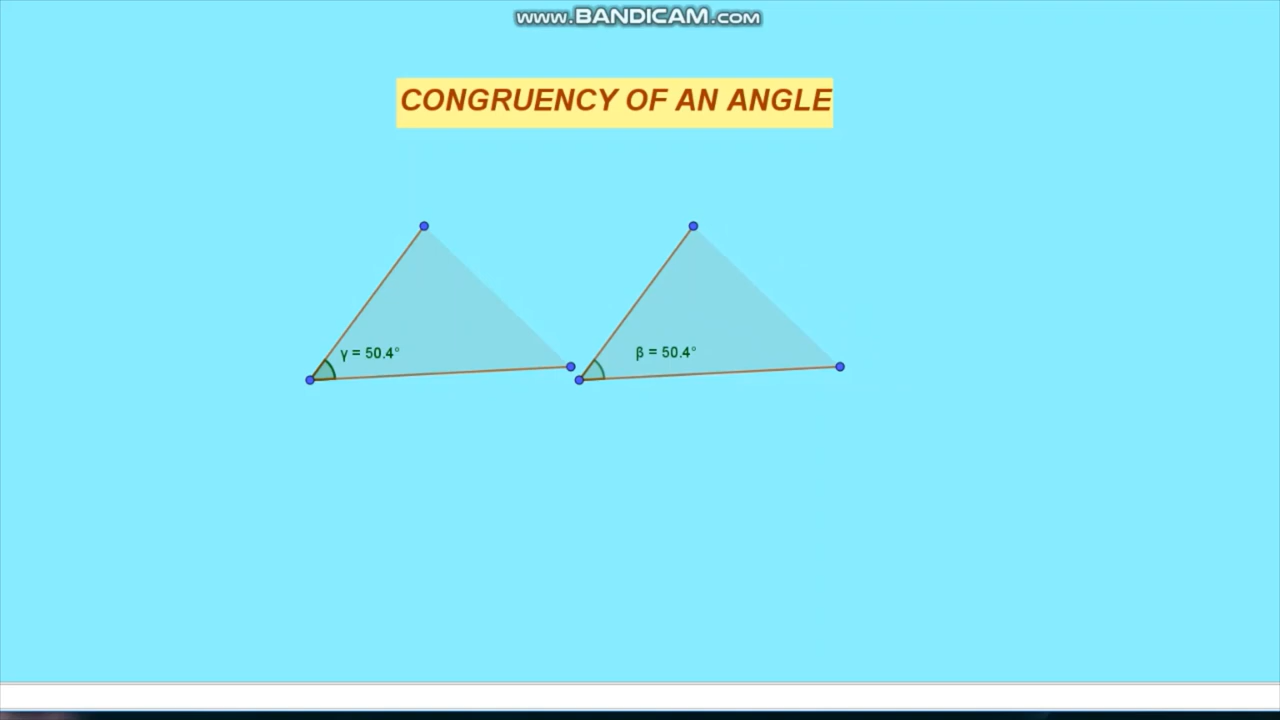 www.BANDICAM.com
CONGRUENCY OF AN ANGLE
γ = 50.4°
β = 50.4°